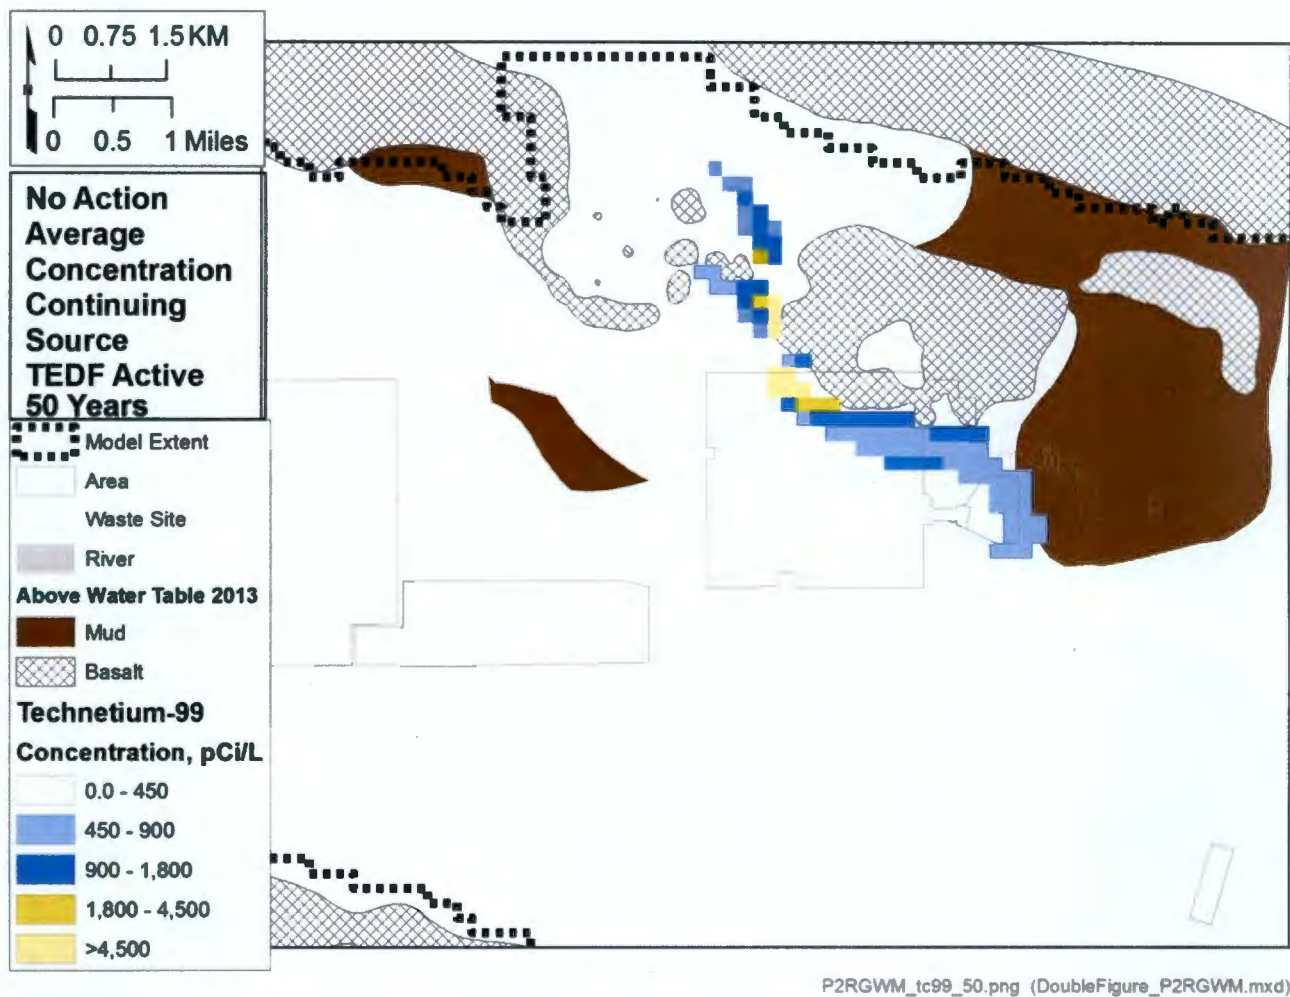 0 0.75 1.5 KM
0 0.5 1 Miles
No Action
Average
Concentration
Continuing
Source
TEDF Active
50 Years
Model Extent
Area
Waste Site
River
Above Water Table 2013
Mud
Basalt
Technetium-99
Concentration, pCi/L
0.0 - 450
450 - 900
900 - 1,800
1,800 - 4,500
>4,500
P2RGWM_tc99_50.png (DoubleFigure_P2RGWM.mxd)